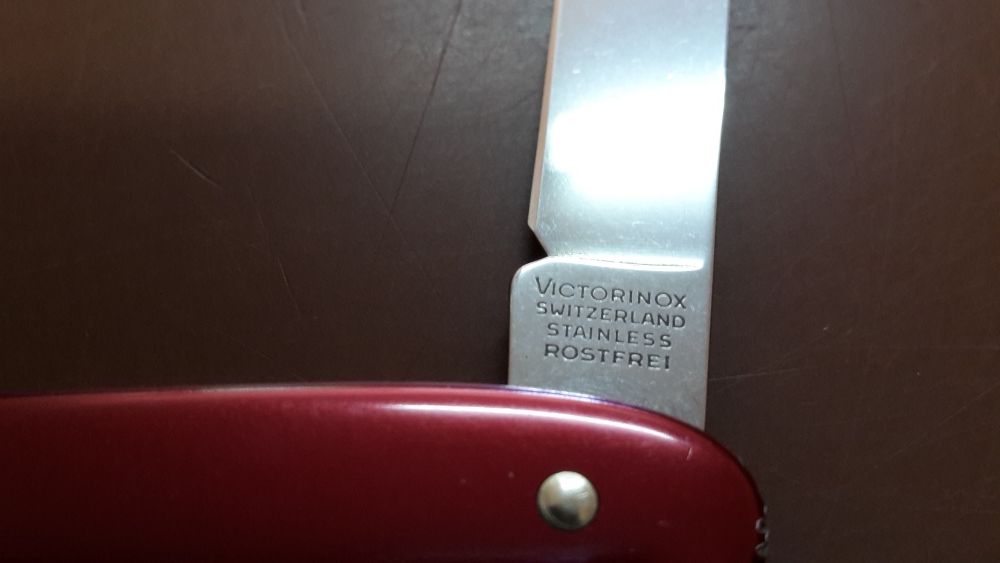 VICTORINOX
SWITZERLAND
STAINLESS
ROSTFREI